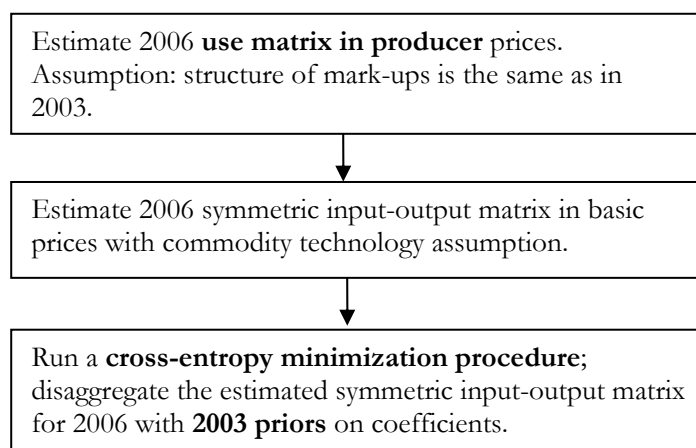 Estimate 2006 use matrix in producer prices.
Assumption: structure of mark-ups is the same as in
2003.
Estimate 2006 symmetric input-output matrix in basic
prices with commodity technology assumption.
Run a cross-entropy minimization procedure;
disaggregate the estimated symmetric input-output matrix
for 2006 with 2003 priors on coefficients.